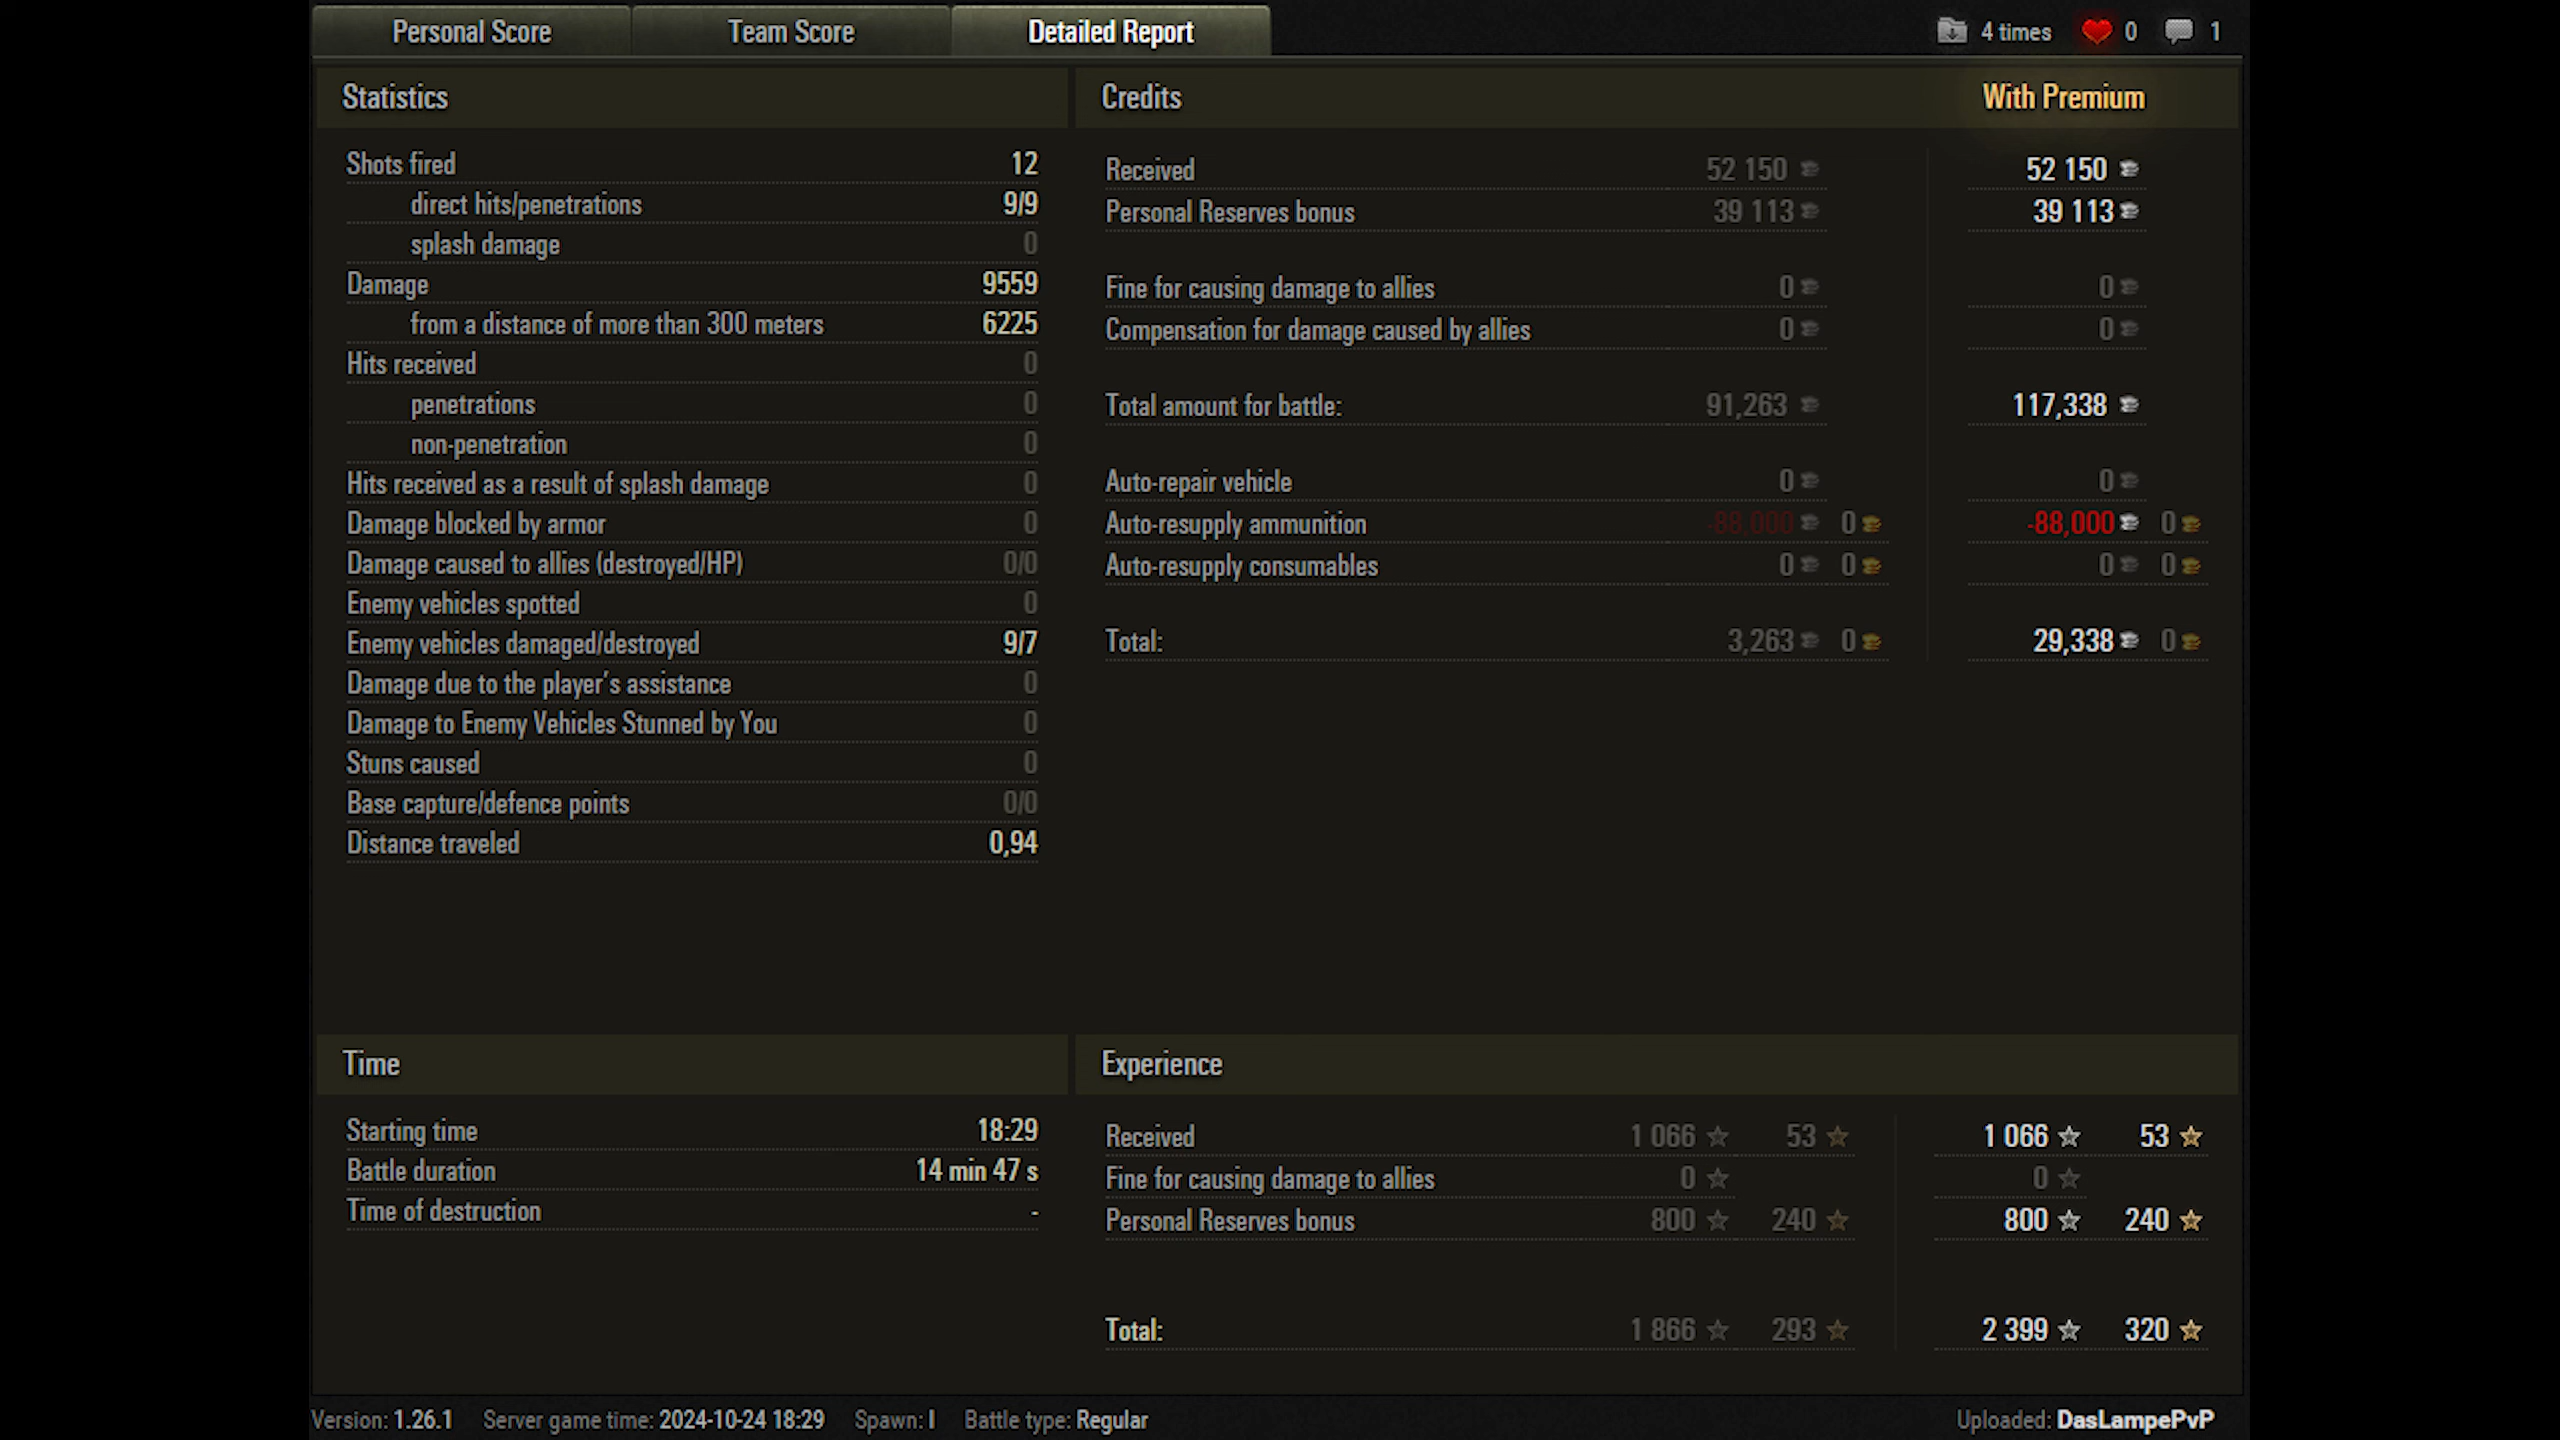 Personal Score Team Score Detailed Report 4 times 0 1
Statistics
Shots fired 12
direct hits/penetrations 9/9
splash damage 0
Damage 9559
from a distance of more than 300 meters 6225
Hits received 0
penetrations 0
non-penetration 0
Hits received as a result of splash damage 0
Damage blocked by armor 0
Damage caused to allies (destroyed/HP) 0/0
Enemy vehicles spotted 0
Enemy vehicles damaged/destroyed 9/7
Damage due to the player's assistance 0
Damage to Enemy Vehicles Stunned by You 0
Stuns caused 0
Base capture/defence points 0/0
Distance traveled 0,94
Credits With Premium
Received 52 150 52 150
Personal Reserves bonus 39 113 39 113
Fine for causing damage to allies 0 0
Compensation for damage caused by allies 0 0
Total amount for battle: 91,263 117,338
Auto-repair vehicle 0 0
Auto-resupply ammunition -88,000 0 -88,000 0
Auto-resupply consumables 0 0 0 0
Total: 3,263 0 29,338 0
Time
Starting time 18:29
Battle duration 14 min 47 s
Time of destruction -
Experience
Received 1 066 53 1 066 53
Fine for causing damage to allies 0 0
Personal Reserves bonus 800 240 800 240
Total: 1 866 293 2 399 320
Version: 1.26.1 Server game time: 2024-10-24 18:29 Spawn: I Battle type: Regular Uploaded: DasLampePvP